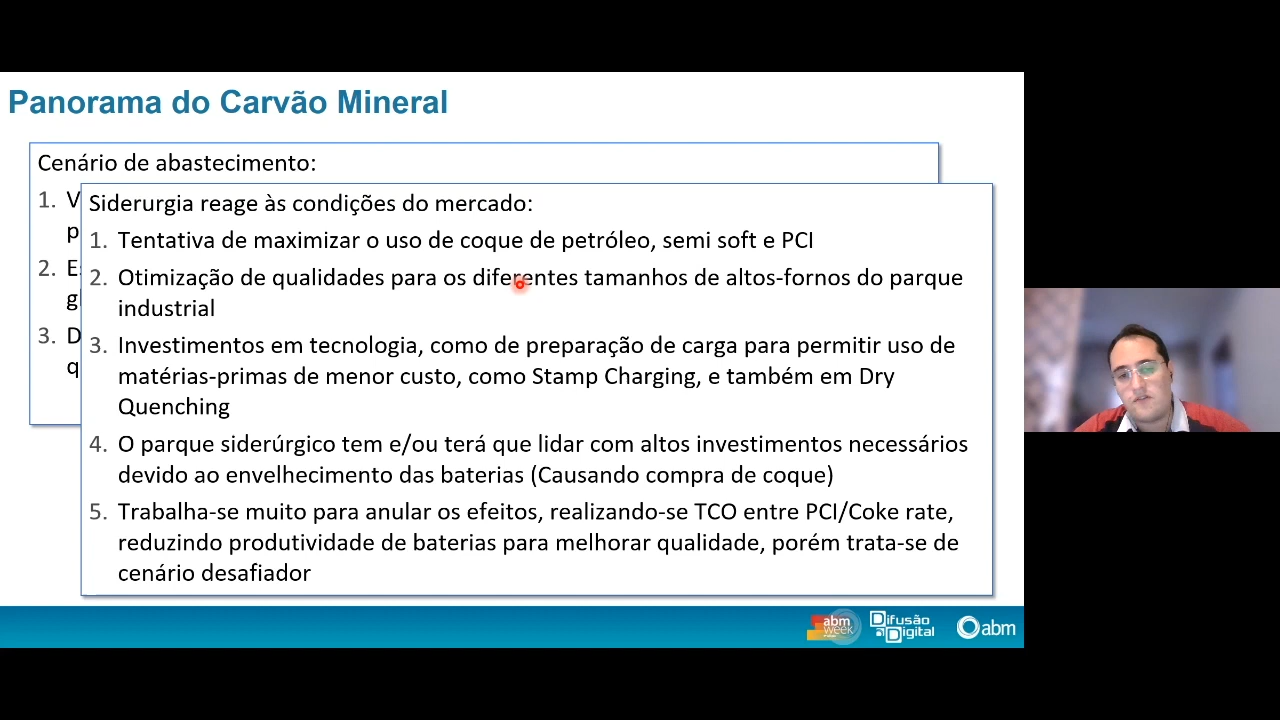 Panorama do Carvão Mineral
Cenário de abastecimento:
1.
2.
3.
Siderurgia reage às condições do mercado:
1. Tentativa de maximizar o uso de coque de petróleo, semi soft e PCI
2. Otimização de qualidades para os diferentes tamanhos de altos-fornos do parque
industrial
3. Investimentos em tecnologia, como de preparação de carga para permitir uso de
matérias-primas de menor custo, como Stamp Charging, e também em Dry
Quenching
4. O parque siderúrgico tem e/ou terá que lidar com altos investimentos necessários
devido ao envelhecimento das baterias (Causando compra de coque)
5. Trabalha-se muito para anular os efeitos, realizando-se TCO entre PCI/Coke rate,
reduzindo produtividade de baterias para melhorar qualidade, porém trata-se de
cenário desafiador
abm
week
Difusão
Digital
abm